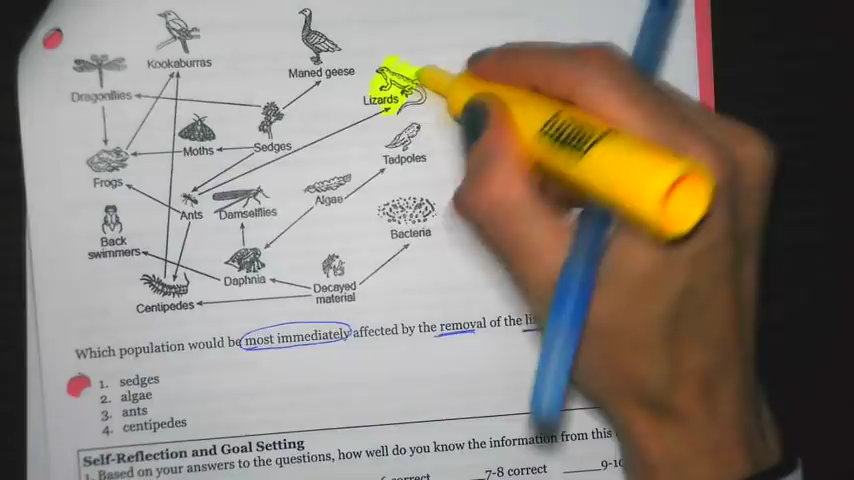 Kookaburras
Maned geese
Dragonflies
Lizards
Moths
Sedges
Tadpoles
Frogs
Ants
Damselflies
Algae
Back
swimmers
Bacteria
Daphnia
Decayed
material
Centipedes
Which population would be most immediately affected by the removal of the
1. sedges
2. algae
3. ants
4. centipedes
Self-Reflection and Goal Setting
1. Based on your answers to the questions, how well do you know the information from this
correct 7-8 correct